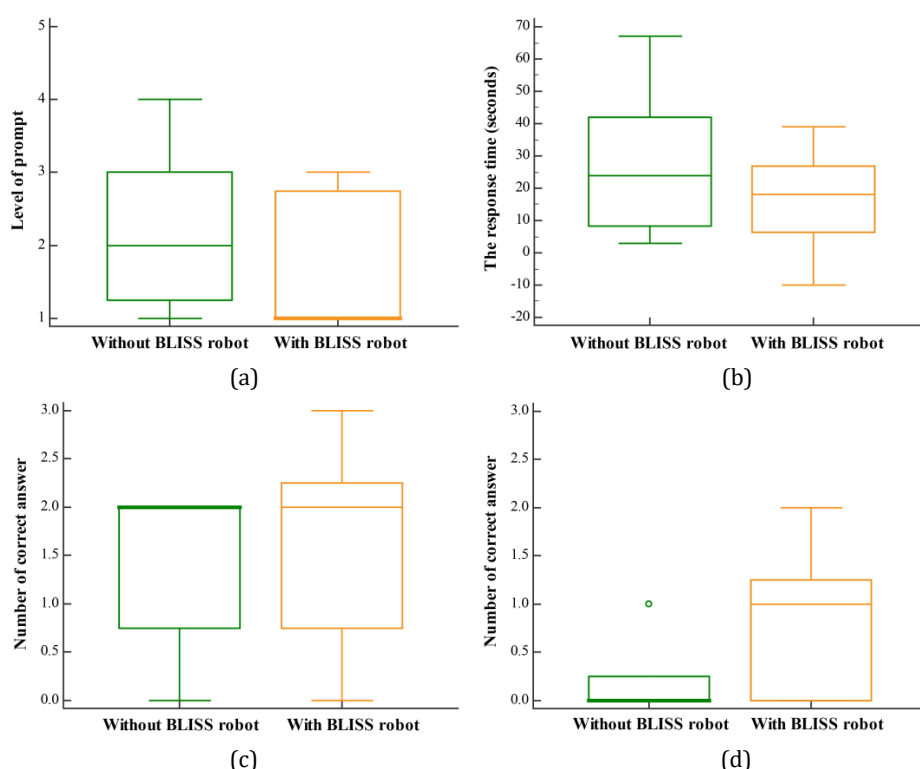 5
4
3
2
1
Level of prompt
Without BLISS robot
With BLISS robot
(a)
70
60
50
40
30
20
10
0
-10
-20
The response time (seconds)
Without BLISS robot
With BLISS robot
(b)
3.0
2.5
2.0
1.5
1.0
0.5
0.0
Number of correct answer
Without BLISS robot
With BLISS robot
(c)
3.0
2.5
2.0
1.5
1.0
0.5
0.0
Number of correct answer
Without BLISS robot
With BLISS robot
(d)